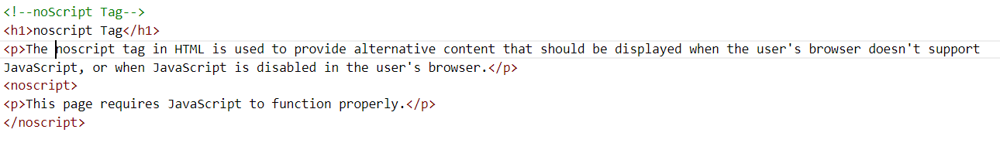 <!--noScript Tag-->
<h1>noscript Tag</h1>
<p>The noscript tag in HTML is used to provide alternative content that should be displayed when the user's browser doesn't support
JavaScript, or when JavaScript is disabled in the user's browser.</p>
<noscript>
<p>This page requires JavaScript to function properly.</p>
</noscript>